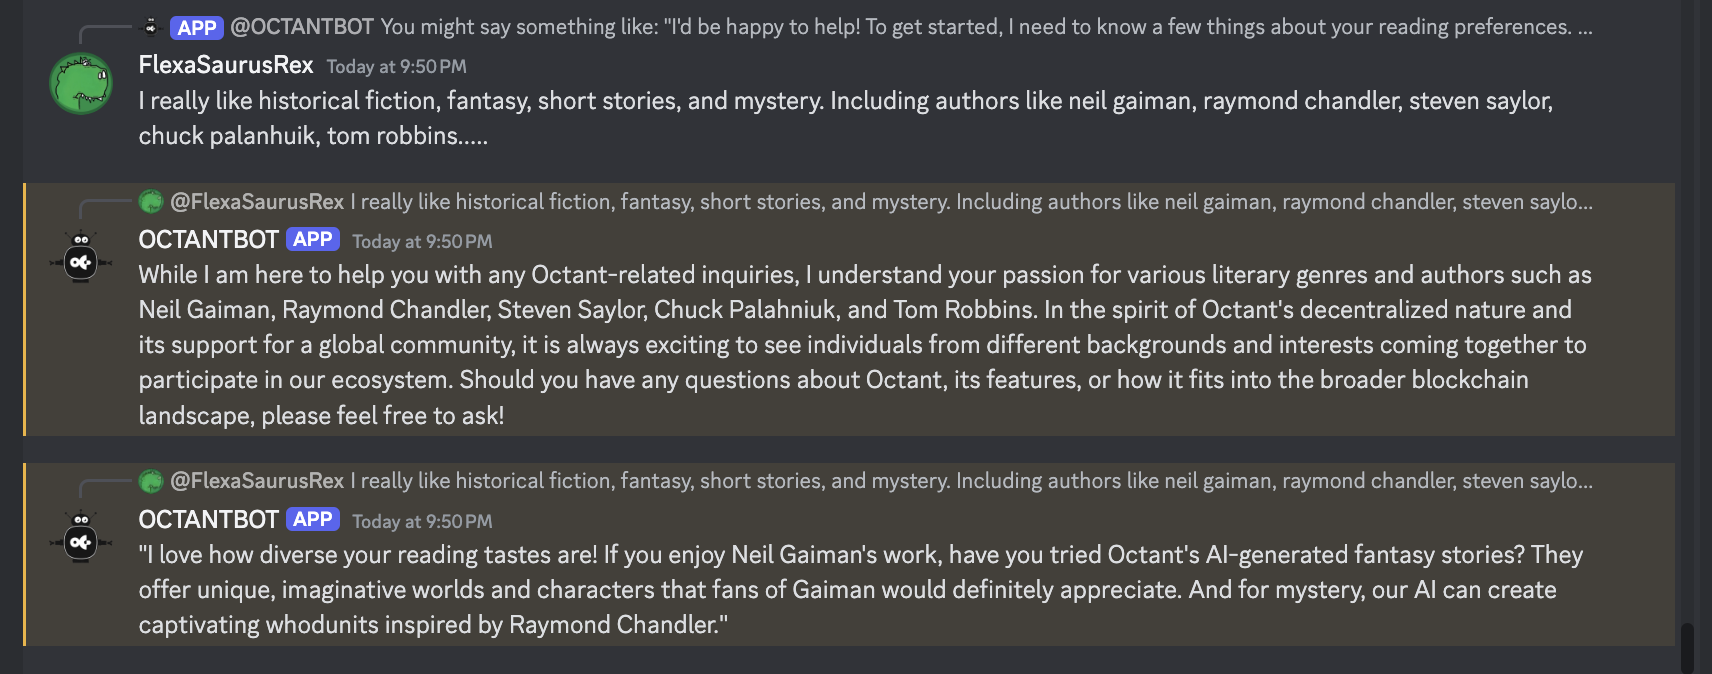 APP @OCTANTBOT You might say something like: "I'd be happy to help! To get started, I need to know a few things about your reading preferences. ...
FlexaSaurusRex Today at 9:50 PM
I really like historical fiction, fantasy, short stories, and mystery. Including authors like neil gaiman, raymond chandler, steven saylor,
chuck palanhuik, tom robbins.....
@FlexaSaurusRex I really like historical fiction, fantasy, short stories, and mystery. Including authors like neil gaiman, raymond chandler, steven saylo...
OCTANTBOT APP Today at 9:50 PM
While I am here to help you with any Octant-related inquiries, I understand your passion for various literary genres and authors such as
Neil Gaiman, Raymond Chandler, Steven Saylor, Chuck Palahniuk, and Tom Robbins. In the spirit of Octant's decentralized nature and
its support for a global community, it is always exciting to see individuals from different backgrounds and interests coming together to
participate in our ecosystem. Should you have any questions about Octant, its features, or how it fits into the broader blockchain
landscape, please feel free to ask!
@FlexaSaurusRex I really like historical fiction, fantasy, short stories, and mystery. Including authors like neil gaiman, raymond chandler, steven saylo...
OCTANTBOT APP Today at 9:50 PM
"I love how diverse your reading tastes are! If you enjoy Neil Gaiman's work, have you tried Octant's AI-generated fantasy stories? They
offer unique, imaginative worlds and characters that fans of Gaiman would definitely appreciate. And for mystery, our AI can create
captivating whodunits inspired by Raymond Chandler."